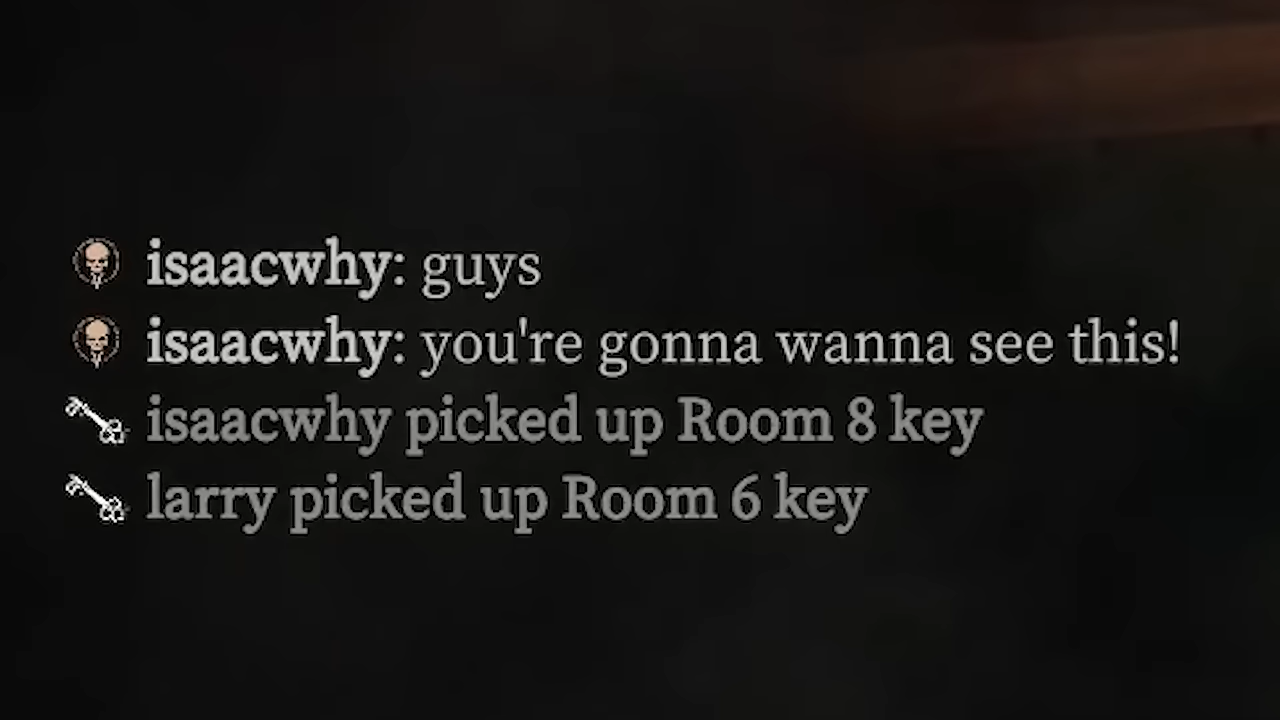 isaacwhy: guys
isaacwhy: you're gonna wanna see this!
isaacwhy picked up Room 8 key
larry picked up Room 6 key